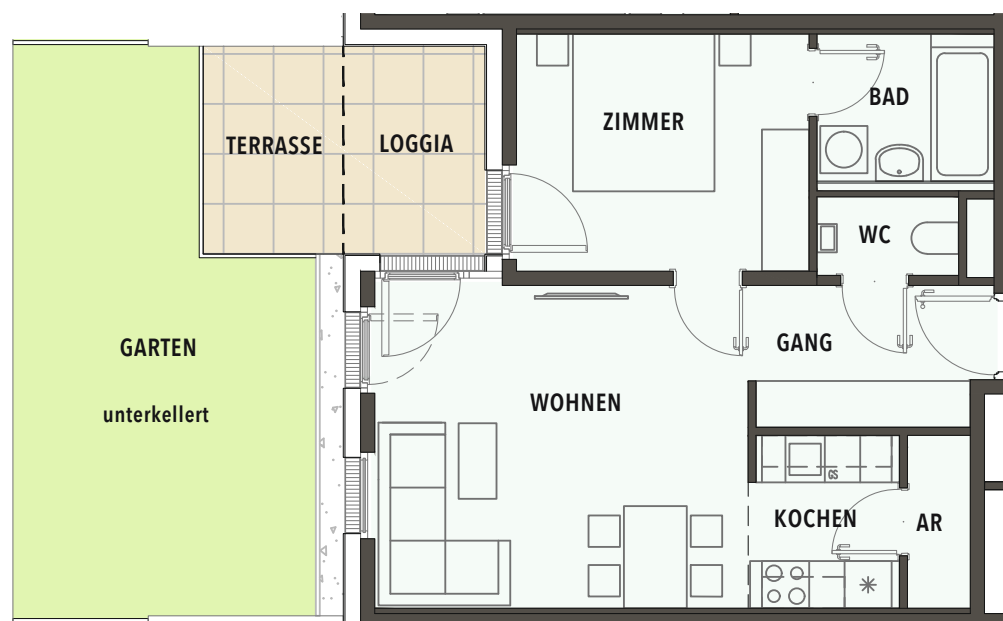 ZIMMER
BAD
TERRASSE
LOGGIA
WC
GARTEN
unterkellert
GANG
WOHNEN
GS
KOCHEN
AR